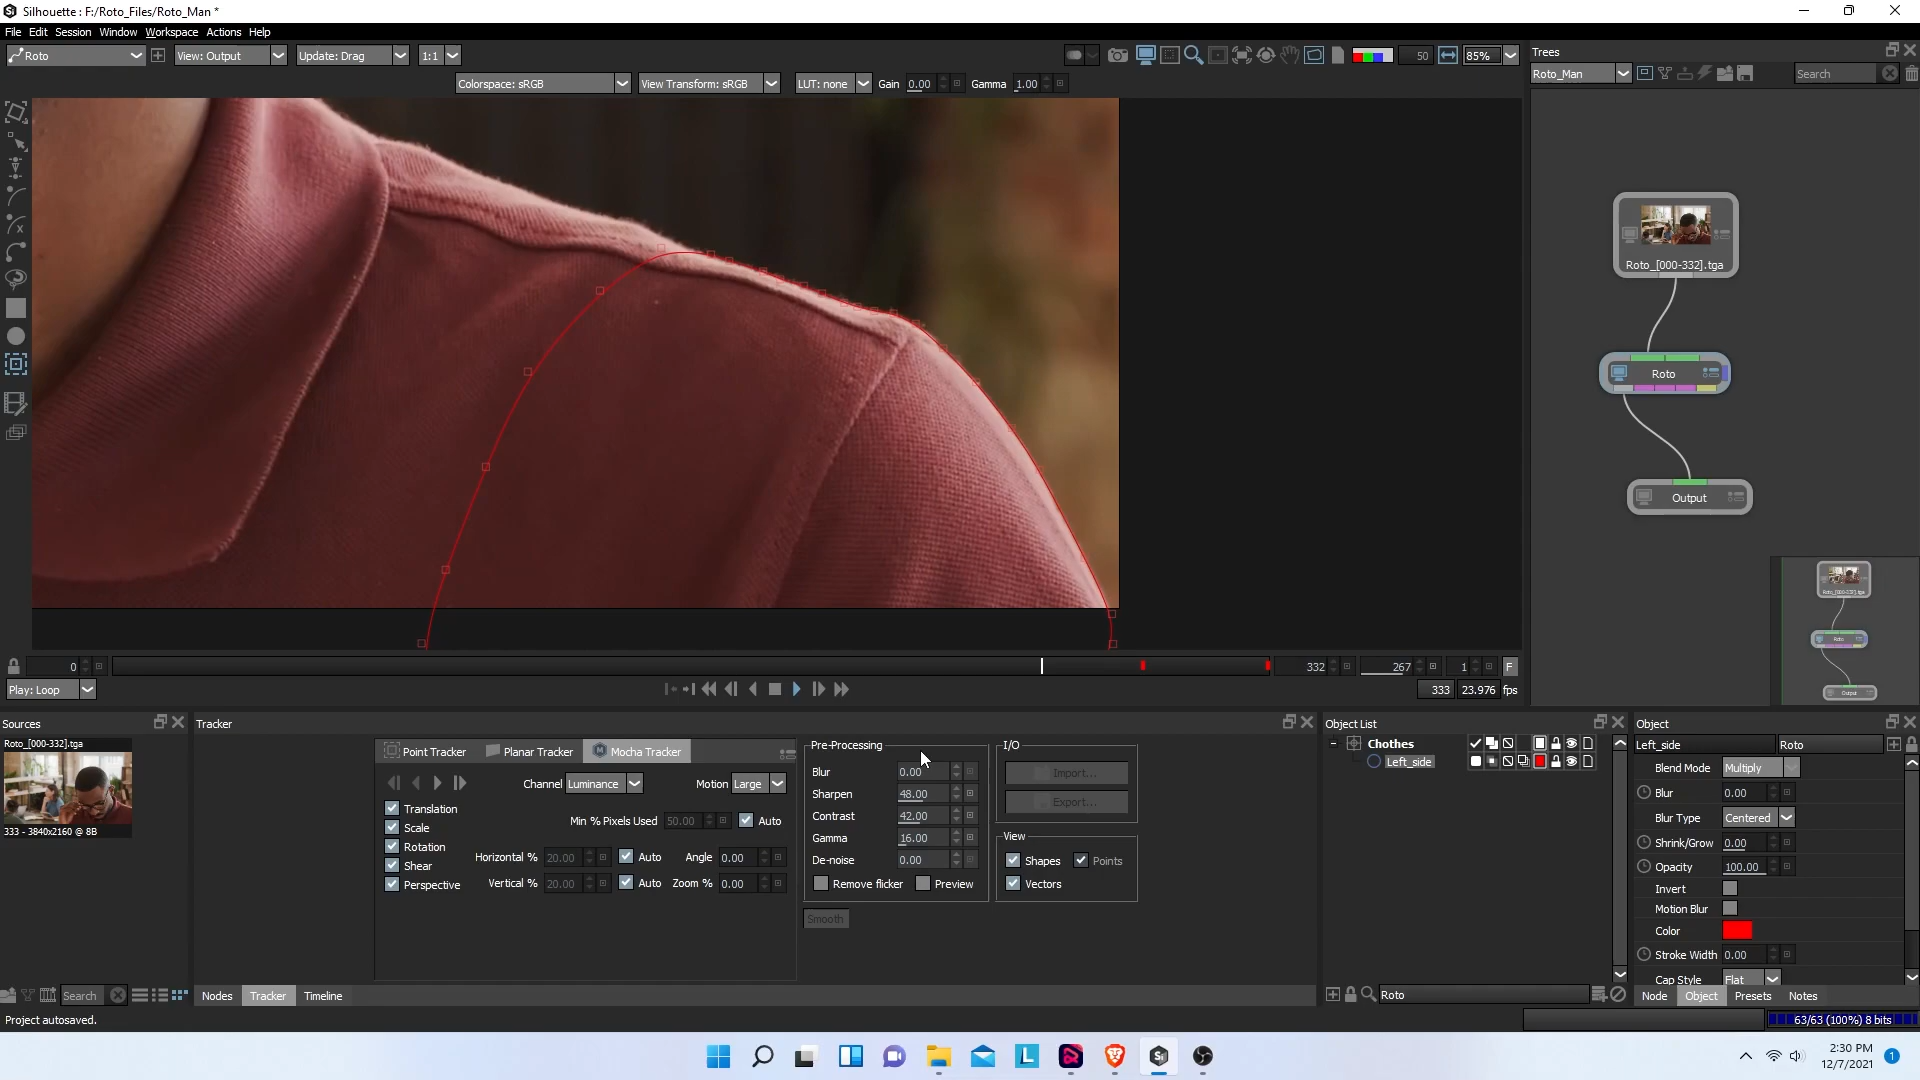 Silhouette : F:/Roto_Files/Roto_Man *
File Edit Session Window Workspace Actions Help
Roto View: Output Update: Drag 1:1 50 85%
Colorspace: sRGB View Transform: sRGB LUT: none Gain 0.00 Gamma 1.00
Trees
Roto_Man Search
Roto_[000-332].tga
Roto
Output
0 332 267 1 F
Play: Loop 333 23.976 fps
Sources
Roto_[000-332].tga
333 - 3840x2160 @ 8B
Search
Tracker
Point Tracker Planar Tracker Mocha Tracker
Channel Luminance Motion Large
Translation
Scale
Rotation
Shear
Perspective
Min % Pixels Used 50.00 Auto
Horizontal % 20.00 Auto Angle 0.00
Vertical % 20.00 Auto Zoom % 0.00
Pre-Processing
Blur 0.00
Sharpen 48.00
Contrast 42.00
Gamma 16.00
De-noise 0.00
Remove flicker Preview
Smooth
I/O
Import...
Export...
View
Shapes Points
Vectors
Nodes Tracker Timeline
Object List
Chothes
Left_side
Roto
Object
Left_side Roto
Blend Mode Multiply
Blur 0.00
Blur Type Centered
Shrink/Grow 0.00
Opacity 100.00
Invert
Motion Blur
Color
Stroke Width 0.00
Cap Style Flat
Node Object Presets Notes
Project autosaved.
63/63 (100%) 8 bits
2:30 PM
12/7/2021
1